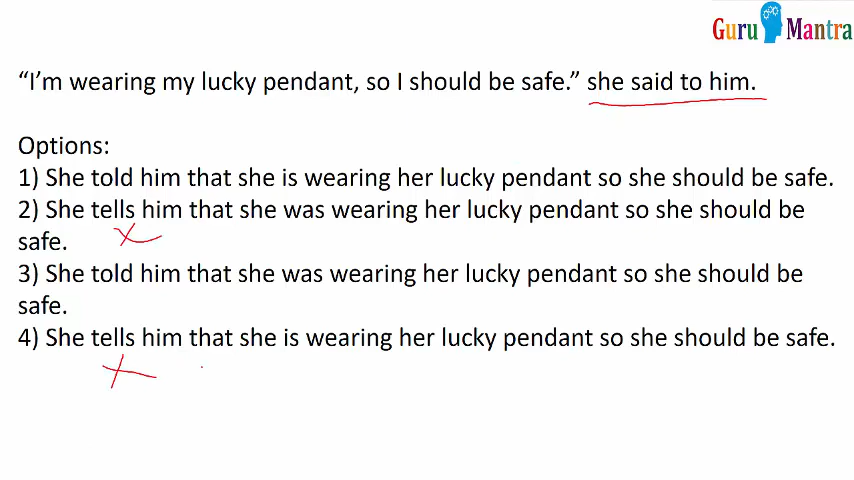 Guru Mantra
“I’m wearing my lucky pendant, so I should be safe.” she said to him.
Options:
1) She told him that she is wearing her lucky pendant so she should be safe.
2) She tells him that she was wearing her lucky pendant so she should be
safe.
3) She told him that she was wearing her lucky pendant so she should be
safe.
4) She tells him that she is wearing her lucky pendant so she should be safe.